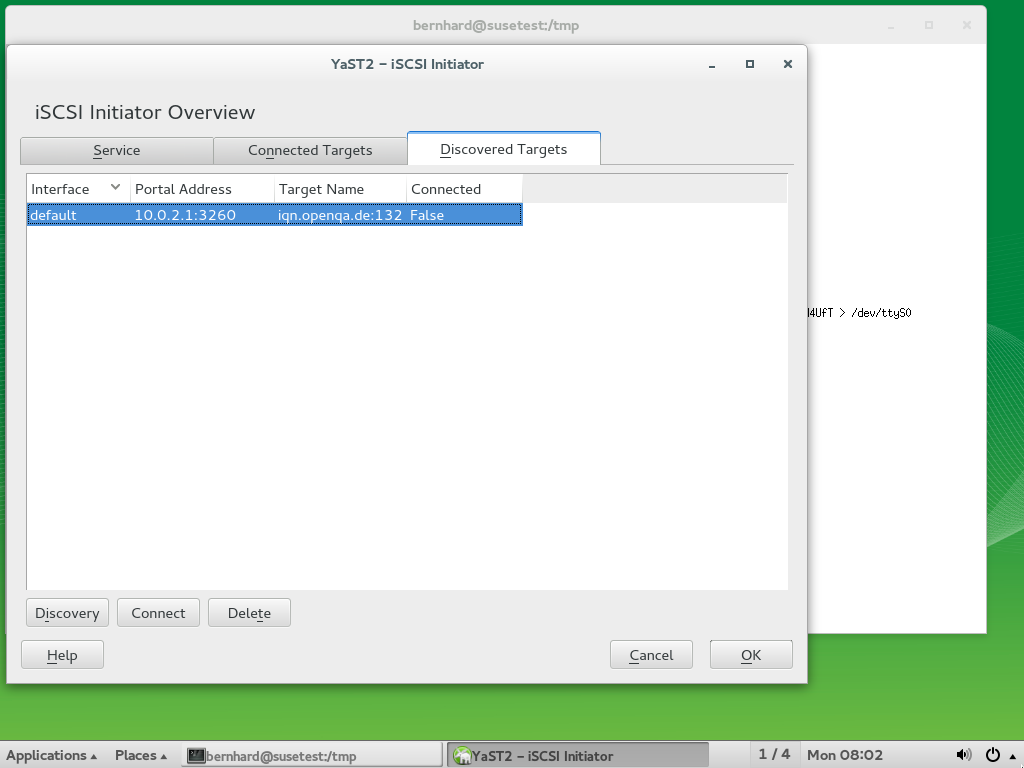 bernhard@susetest:/tmp
YaST2 – iSCSI Initiator
iSCSI Initiator Overview
Service Connected Targets Discovered Targets
Interface Portal Address Target Name Connected
default 10.0.2.1:3260 iqn.openqa.de:132 False
4UfT > /dev/ttyS0
Discovery Connect Delete
Help Cancel OK
Applications Places bernhard@susetest:/tmp YaST2 – iSCSI Initiator 1 / 4 Mon 08:02